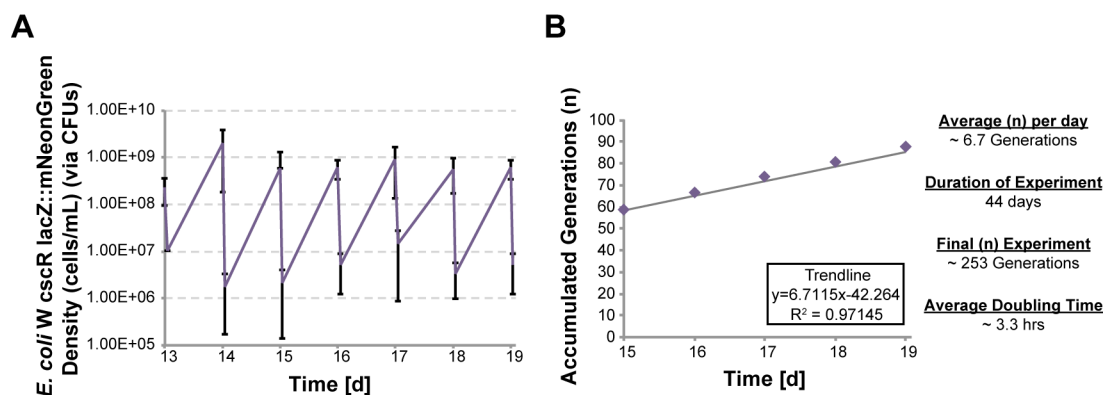 A
E. coli W cscR lacZ::mNeonGreen
Density (cells/mL) (via CFUs)
1.00E+10
1.00E+09
1.00E+08
1.00E+07
1.00E+06
1.00E+05
13 14 15 16 17 18 19
Time [d]
B
Accumulated Generations (n)
100
90
80
70
60
50
40
30
20
10
0
15 16 17 18 19
Time [d]
Trendline
y=6.7115x-42.264
R² = 0.97145
Average (n) per day
~ 6.7 Generations
Duration of Experiment
44 days
Final (n) Experiment
~ 253 Generations
Average Doubling Time
~ 3.3 hrs